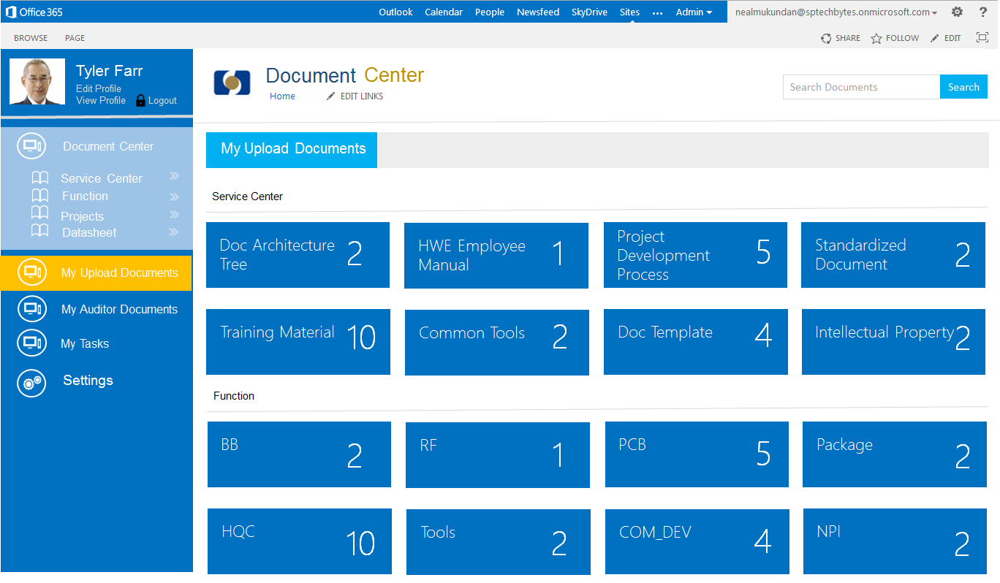 Office 365
Outlook Calendar People Newsfeed SkyDrive Sites ... Admin
nealmukundan@sptechbytes.onmicrosoft.com
?
BROWSE PAGE
SHARE FOLLOW EDIT
Tyler Farr
Edit Profile
View Profile Logout
Document Center
Home EDIT LINKS
Search Documents Search
Document Center
Service Center
Function
Projects
Datasheet
My Upload Documents
My Auditor Documents
My Tasks
Settings
My Upload Documents
Service Center
Doc Architecture
Tree
2
HWE Employee
Manual
1
Project
Development
Process
5
Standardized
Document
2
Training Material 10
Common Tools 2
Doc Template 4
Intellectual Property 2
Function
BB 2
RF 1
PCB 5
Package 2
HQC 10
Tools 2
COM_DEV 4
NPI 2